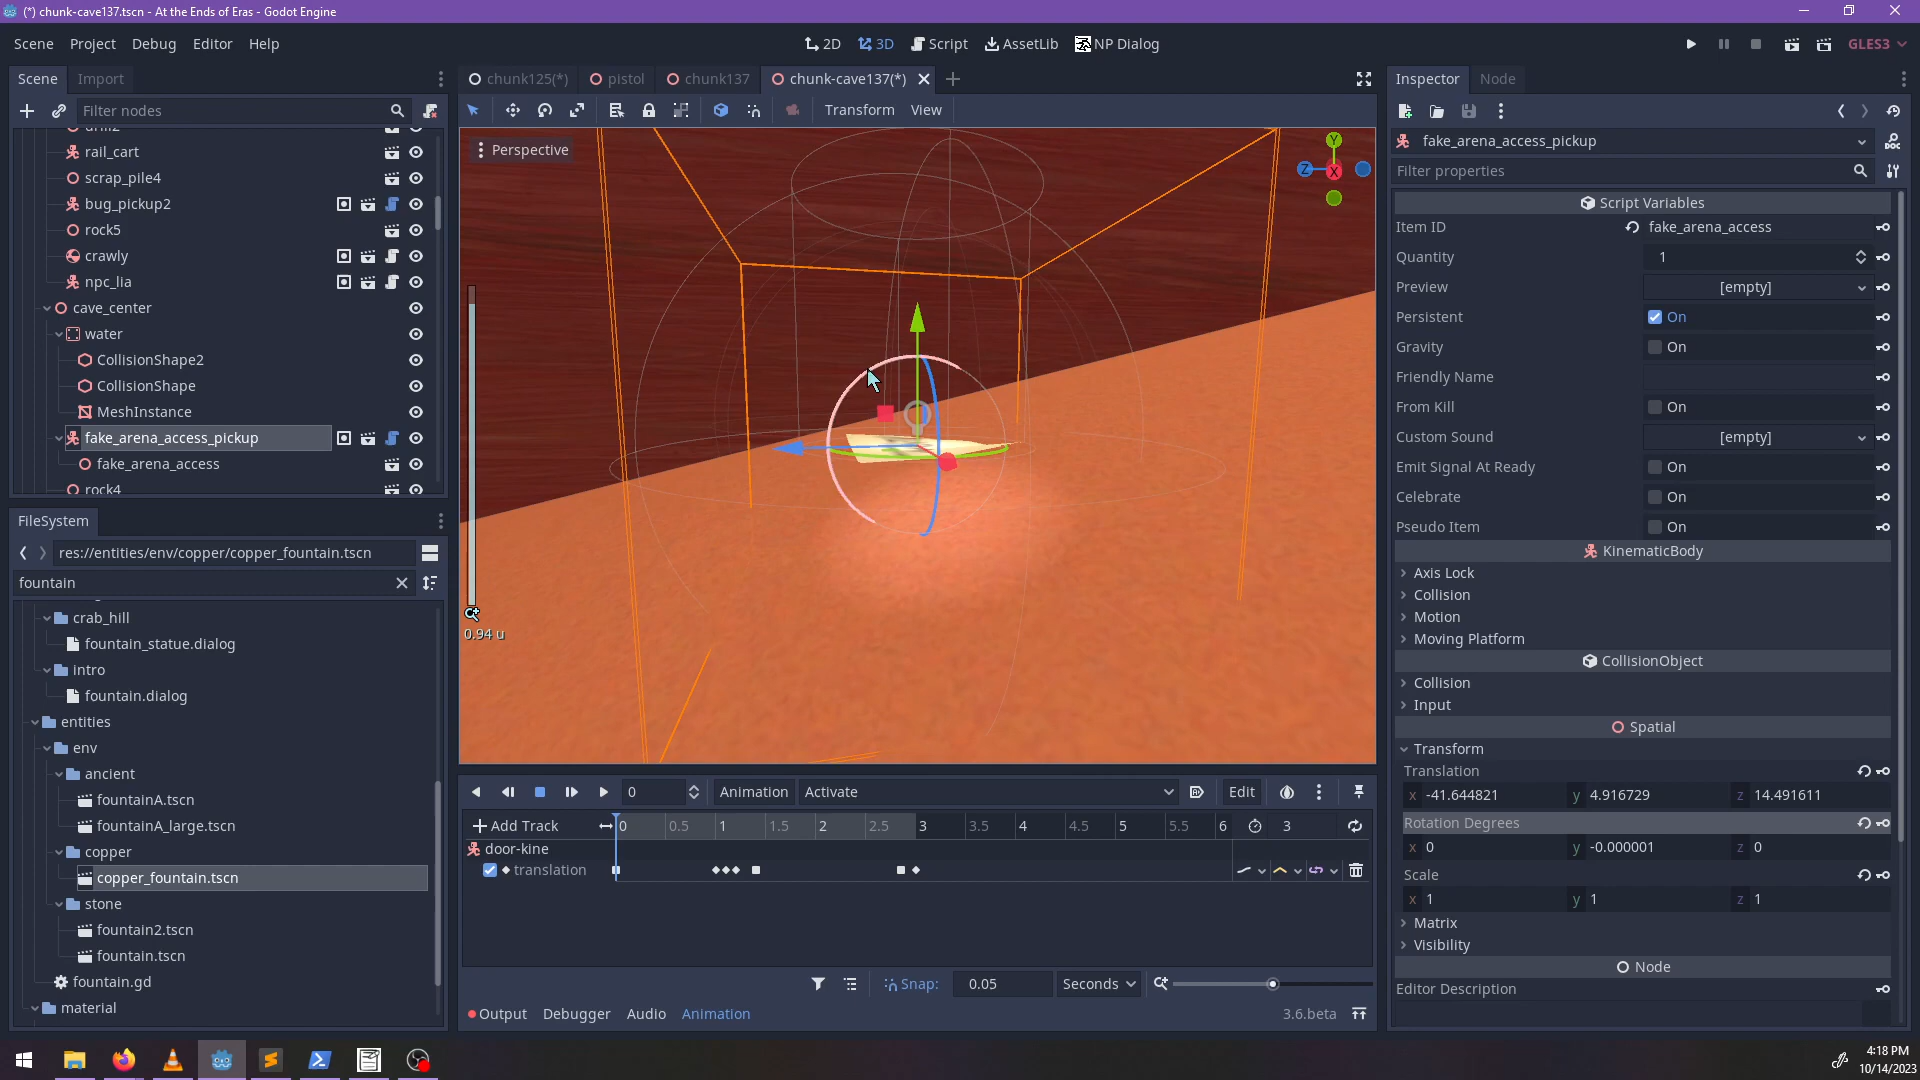 (*) chunk-cave137.tscn - At the Ends of Eras - Godot Engine
Scene Project Debug Editor Help
2D 3D Script AssetLib NP Dialog
GLES3
Scene Import
chunk125(*) pistol chunk137 chunk-cave137(*)
Inspector Node
Filter nodes
Transform View
drill2
rail_cart
scrap_pile4
bug_pickup2
rock5
crawly
npc_lia
cave_center
water
CollisionShape2
CollisionShape
MeshInstance
fake_arena_access_pickup
fake_arena_access
rock4
FileSystem
res://entities/env/copper/copper_fountain.tscn
fountain
crab_hill
fountain_statue.dialog
intro
fountain.dialog
entities
env
ancient
fountainA.tscn
fountainA_large.tscn
copper
copper_fountain.tscn
stone
fountain2.tscn
fountain.tscn
fountain.gd
material
Perspective
Y
Z X
0.94 u
0 Animation Activate Edit
Add Track 0 0.5 1 1.5 2 2.5 3 3.5 4 4.5 5 5.5 6 3
door-kine
translation
Snap: 0.05 Seconds
Output Debugger Audio Animation 3.6.beta
fake_arena_access_pickup
Filter properties
Script Variables
Item ID fake_arena_access
Quantity 1
Preview [empty]
Persistent On
Gravity On
Friendly Name
From Kill On
Custom Sound [empty]
Emit Signal At Ready On
Celebrate On
Pseudo Item On
KinematicBody
Axis Lock
Collision
Motion
Moving Platform
CollisionObject
Collision
Input
Spatial
Transform
Translation
x -41.644821 y 4.916729 z 14.491611
Rotation Degrees
x 0 y -0.000001 z 0
Scale
x 1 y 1 z 1
Matrix
Visibility
Node
Editor Description
4:18 PM
10/14/2023